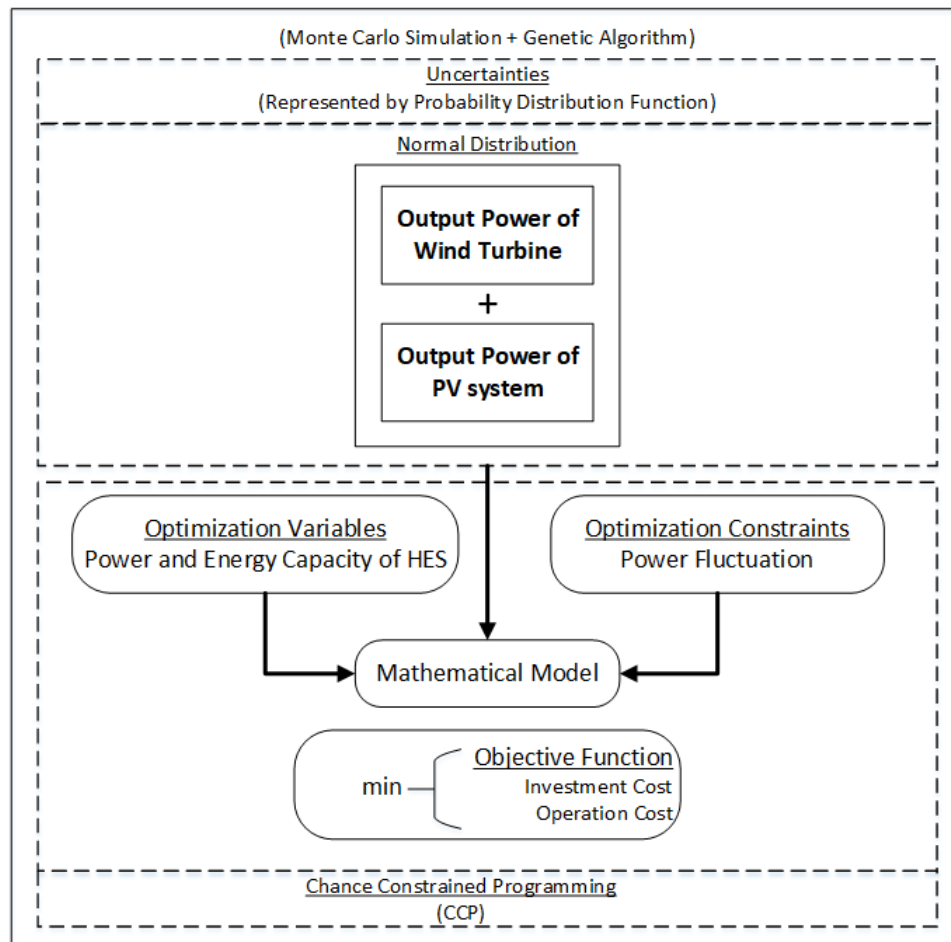 (Monte Carlo Simulation + Genetic Algorithm)
Uncertainties
(Represented by Probability Distribution Function)
Normal Distribution
Output Power of
Wind Turbine
+
Output Power of
PV system
Optimization Variables
Power and Energy Capacity of HES
Optimization Constraints
Power Fluctuation
Mathematical Model
Objective Function
min
Investment Cost
Operation Cost
Chance Constrained Programming
(CCP)